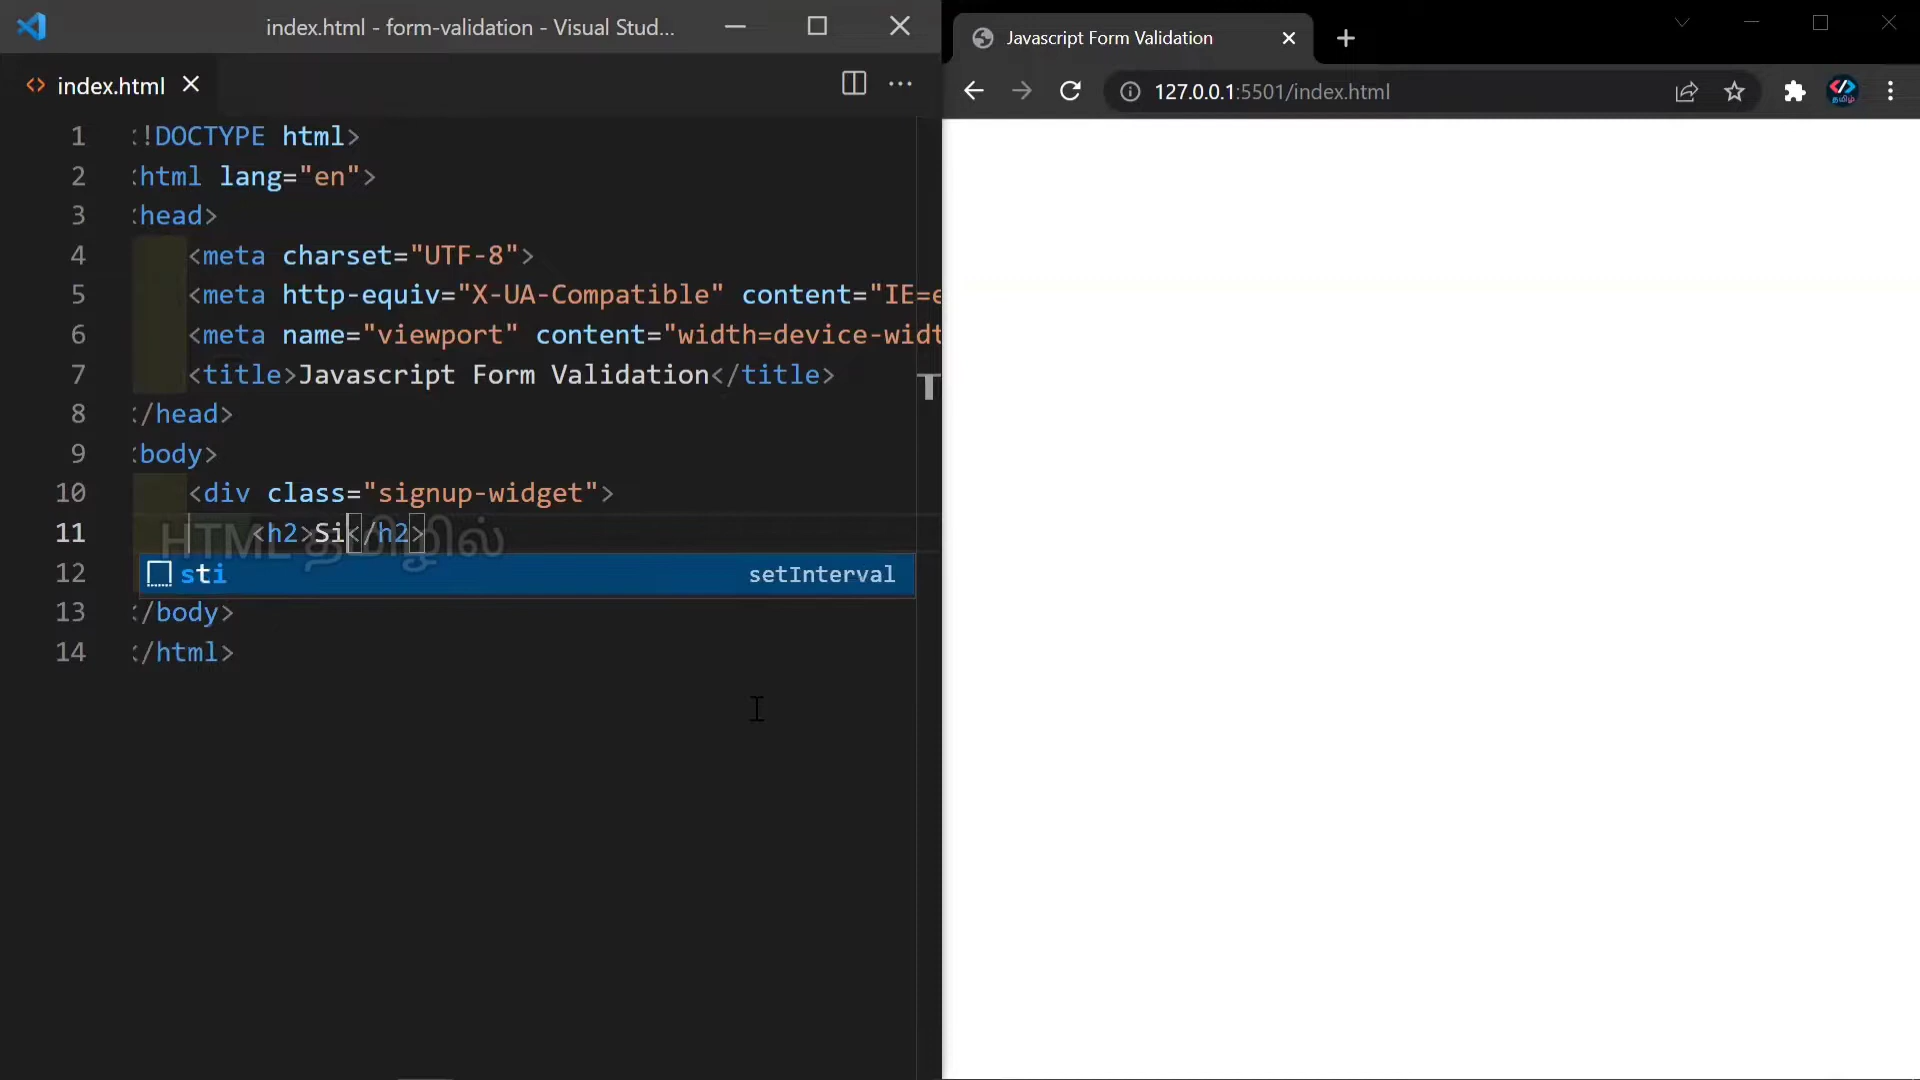 index.html - form-validation - Visual Stud...
index.html
1 <!DOCTYPE html>
2 <html lang="en">
3 <head>
4 <meta charset="UTF-8">
5 <meta http-equiv="X-UA-Compatible" content="IE=e
6 <meta name="viewport" content="width=device-widt
7 <title>Javascript Form Validation</title>
8 </head>
9 <body>
10 <div class="signup-widget">
11 <h2>Si</h2>
HTML தமிழில்
12 sti setInterval
13 </body>
14 </html>
T
Javascript Form Validation
127.0.0.1:5501/index.html
தமிழ்